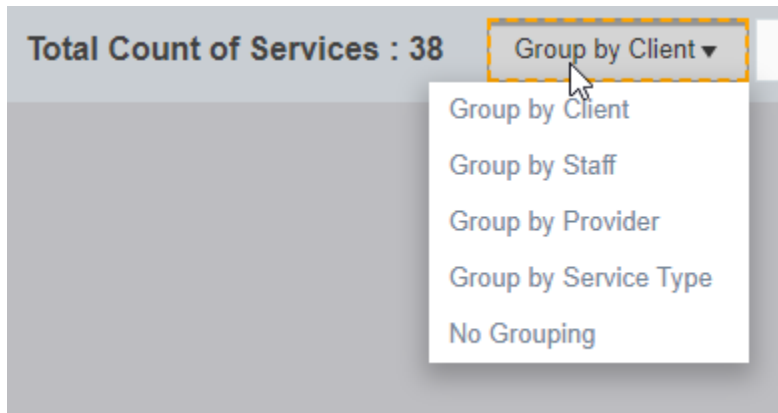 Total Count of Services : 38
Group by Client
Group by Client
Group by Staff
Group by Provider
Group by Service Type
No Grouping